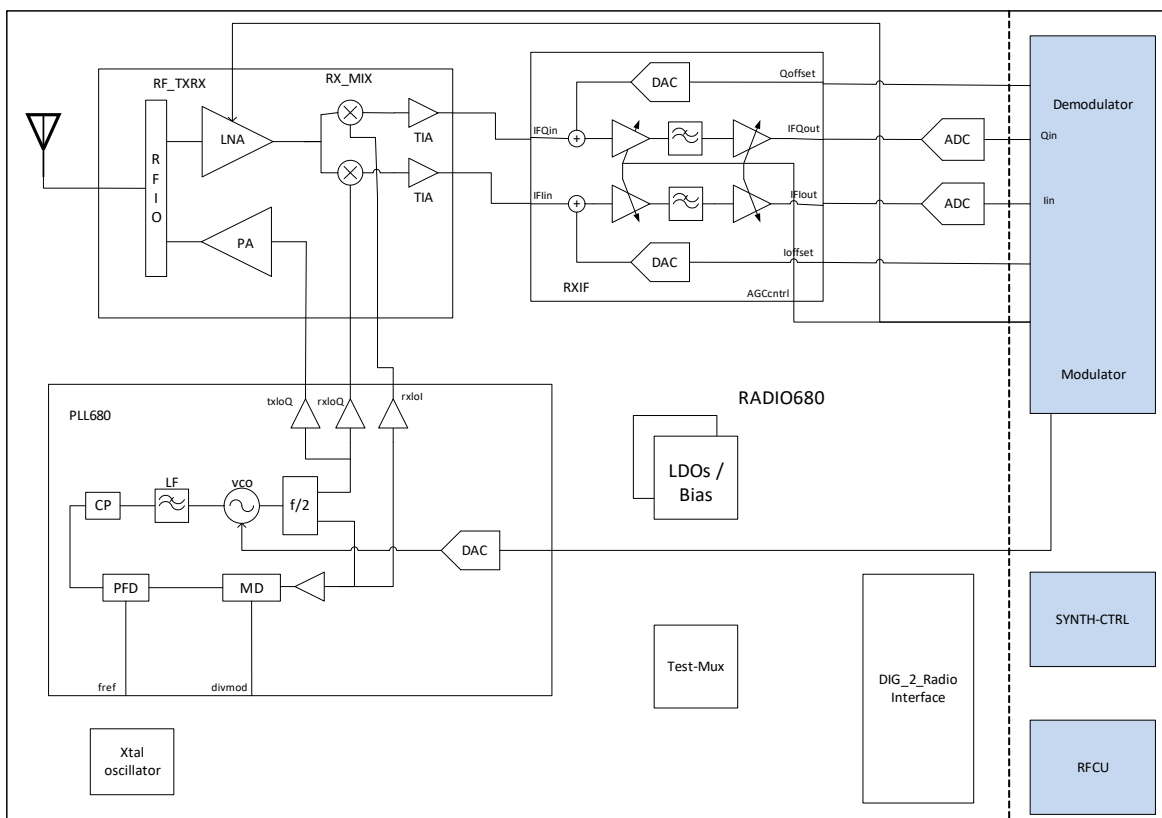 RF_TXRX
RX_MIX
R
F
I
O
LNA
PA
TIA
TIA
DAC
Qoffset
IFQin
+
IFQout
ADC
Qin
IFIin
+
IFIout
ADC
Iin
DAC
Ioffset
RXIF
AGCcntrl
Demodulator
Modulator
PLL680
txloQ
rxloQ
rxloI
RADIO680
LDOs /
Bias
CP
LF
vco
f/2
DAC
PFD
MD
fref
divmod
Test-Mux
DIG_2_Radio
Interface
SYNTH-CTRL
RFCU
Xtal
oscillator